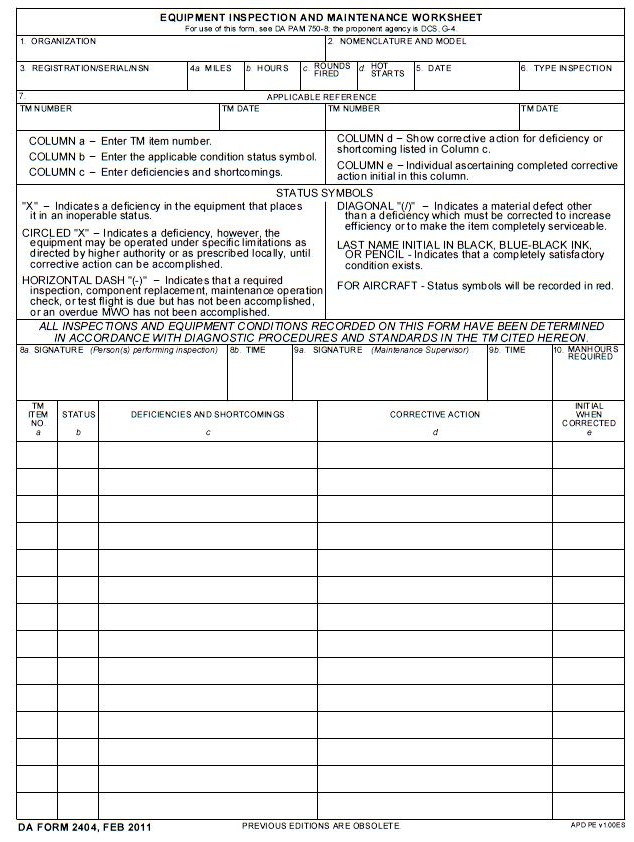 EQUIPMENT INSPECTION AND MAINTENANCE WORKSHEET
For use of this form, see DA PAM 750-8; the proponent agency is DCS, G-4.
1. ORGANIZATION
2. NOMENCLATURE AND MODEL
3. REGISTRATION/SERIAL/NSN
4a MILES
b HOURS
c ROUNDS
FIRED
d HOT
STARTS
5. DATE
6. TYPE INSPECTION
7.
APPLICABLE REFERENCE
TM NUMBER
TM DATE
TM NUMBER
TM DATE
COLUMN a – Enter TM item number.
COLUMN b – Enter the applicable condition status symbol.
COLUMN c – Enter deficiencies and shortcomings.
COLUMN d – Show corrective action for deficiency or
shortcoming listed in Column c.
COLUMN e – Individual ascertaining completed corrective
action initial in this column.
STATUS SYMBOLS
"X" – Indicates a deficiency in the equipment that places
it in an inoperable status.
CIRCLED "X" – Indicates a deficiency, however, the
equipment may be operated under specific limitations as
directed by higher authority or as prescribed locally, until
corrective action can be accomplished.
HORIZONTAL DASH "(-)" – Indicates that a required
inspection, component replacement, maintenance operation
check, or test flight is due but has not been accomplished,
or an overdue MWO has not been accomplished.
DIAGONAL "(/)" – Indicates a material defect other
than a deficiency which must be corrected to increase
efficiency or to make the item completely serviceable.
LAST NAME INITIAL IN BLACK, BLUE-BLACK INK,
OR PENCIL - Indicates that a completely satisfactory
condition exists.
FOR AIRCRAFT - Status symbols will be recorded in red.
ALL INSPECTIONS AND EQUIPMENT CONDITIONS RECORDED ON THIS FORM HAVE BEEN DETERMINED
IN ACCORDANCE WITH DIAGNOSTIC PROCEDURES AND STANDARDS IN THE TM CITED HEREON.
8a. SIGNATURE (Person(s) performing inspection)
8b. TIME
9a. SIGNATURE (Maintenance Supervisor)
9b. TIME
10. MANHOURS
REQUIRED
TM
ITEM
NO.
a
STATUS
b
DEFICIENCIES AND SHORTCOMINGS
c
CORRECTIVE ACTION
d
INITIAL
WHEN
CORRECTED
e
DA FORM 2404, FEB 2011
PREVIOUS EDITIONS ARE OBSOLETE.
APD PE v1.00ES